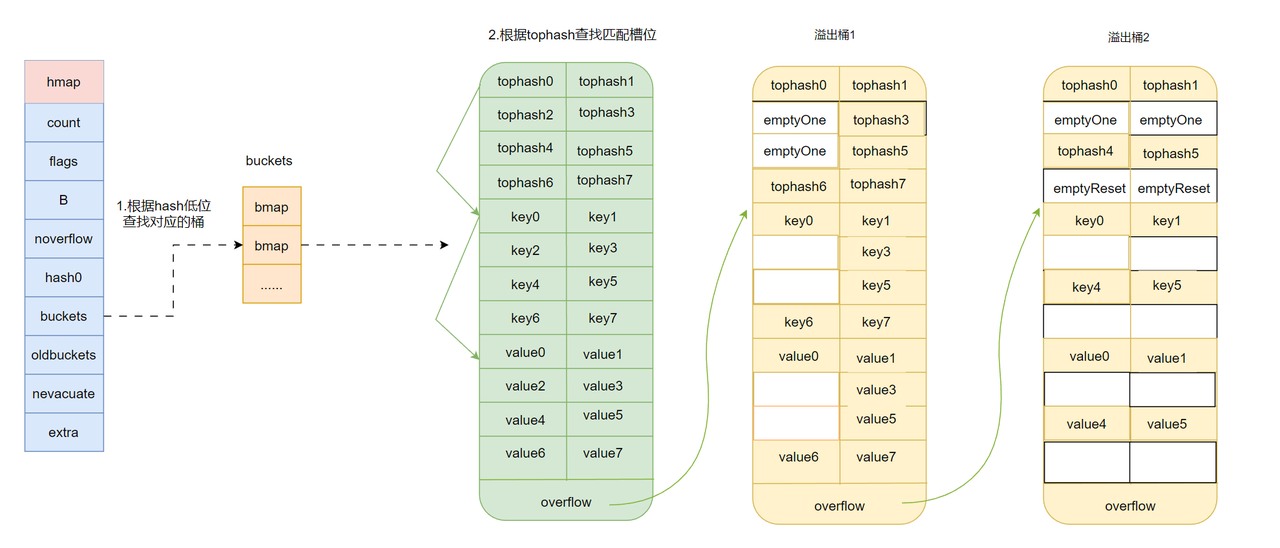 hmap
count
flags
B
noverflow
hash0
buckets
oldbuckets
nevacuate
extra
1.根据hash低位
查找对应的桶
buckets
bmap
bmap
......
2.根据tophash查找匹配槽位
tophash0 tophash1
tophash2 tophash3
tophash4 tophash5
tophash6 tophash7
key0 key1
key2 key3
key4 key5
key6 key7
value0 value1
value2 value3
value4 value5
value6 value7
overflow
溢出桶1
tophash0 tophash1
emptyOne tophash3
emptyOne tophash5
tophash6 tophash7
key0 key1
key3
key5
key6 key7
value0 value1
value3
value5
value6 value7
overflow
溢出桶2
tophash0 tophash1
emptyOne emptyOne
tophash4 tophash5
emptyReset emptyReset
key0 key1
key4 key5
value0 value1
value4 value5
overflow